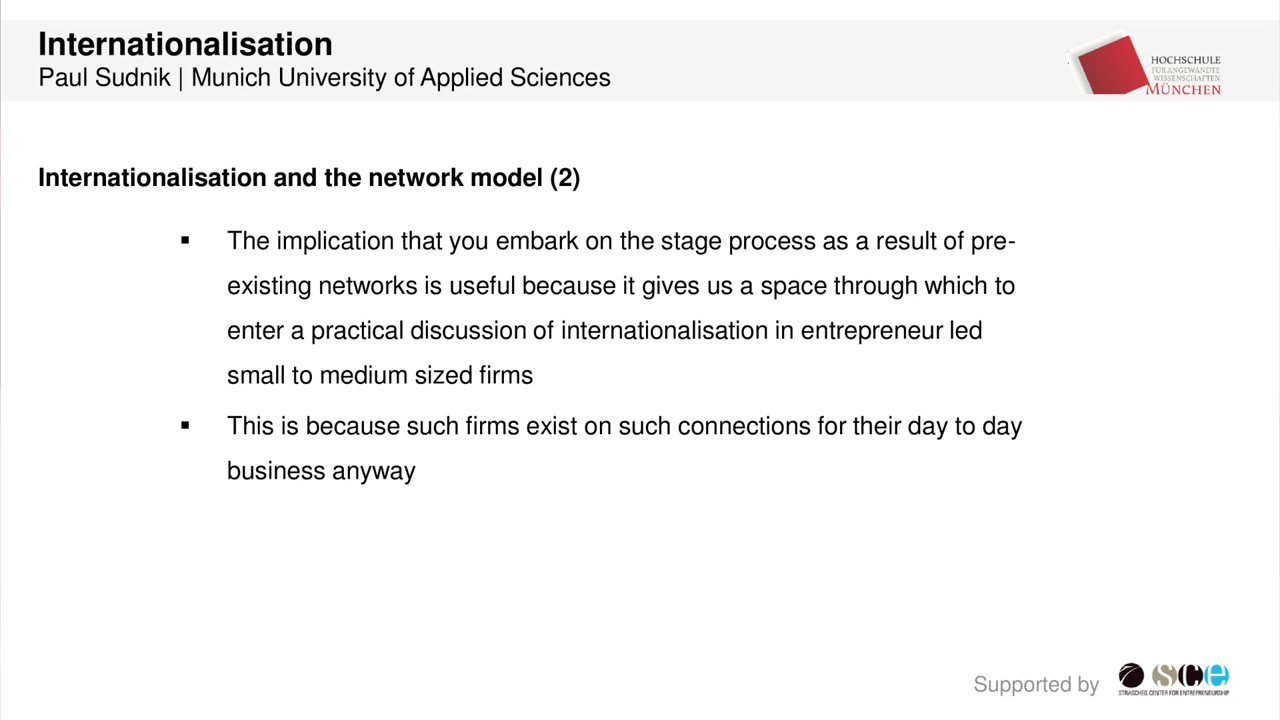 Internationalisation
Paul Sudnik | Munich University of Applied Sciences
HOCHSCHULE
FÜR ANGEWANDTE
WISSENSCHAFTEN
MÜNCHEN
Internationalisation and the network model (2)
▪ The implication that you embark on the stage process as a result of pre-
existing networks is useful because it gives us a space through which to
enter a practical discussion of internationalisation in entrepreneur led
small to medium sized firms
▪ This is because such firms exist on such connections for their day to day
business anyway
Supported by
sce
STRASCHEG CENTER FOR ENTREPRENEURSHIP